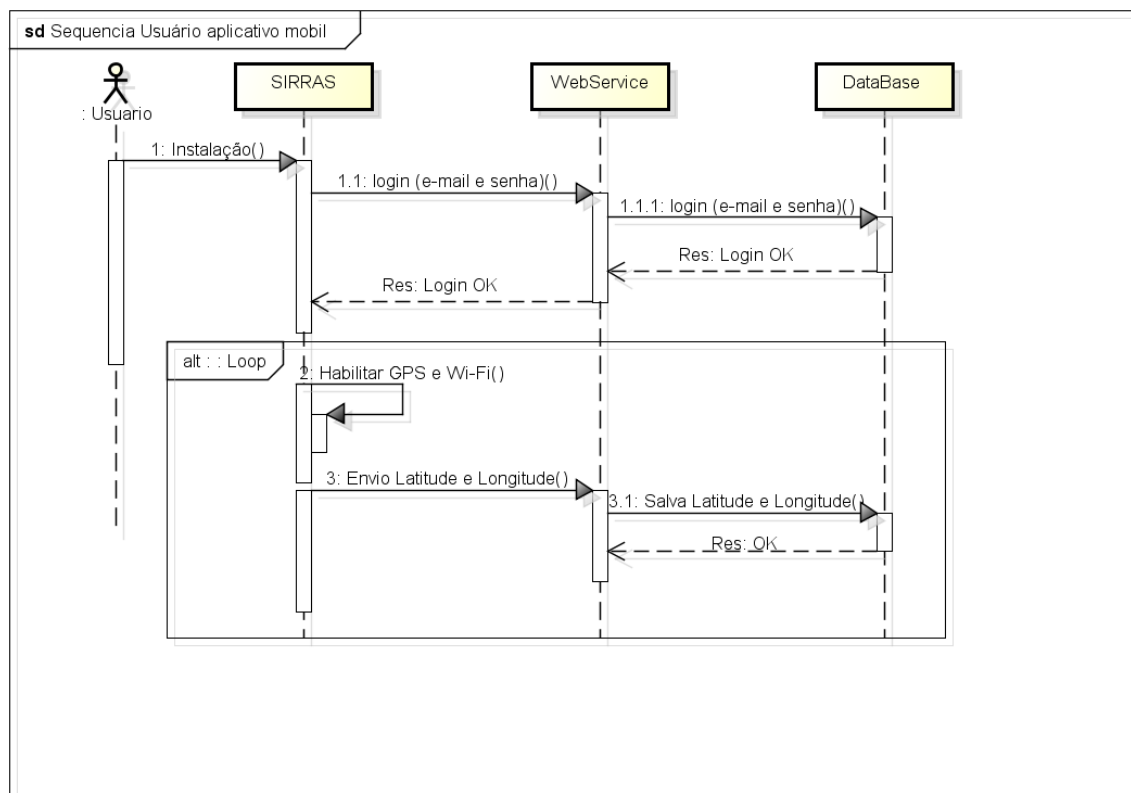 sd Sequencia Usuário aplicativo mobil
: Usuario
SIRRAS
WebService
DataBase
1: Instalação()
1.1: login (e-mail e senha)()
1.1.1: login (e-mail e senha)()
Res: Login OK
Res: Login OK
alt : : Loop
2: Habilitar GPS e Wi-Fi()
3: Envio Latitude e Longitude()
3.1: Salva Latitude e Longitude()
Res: OK